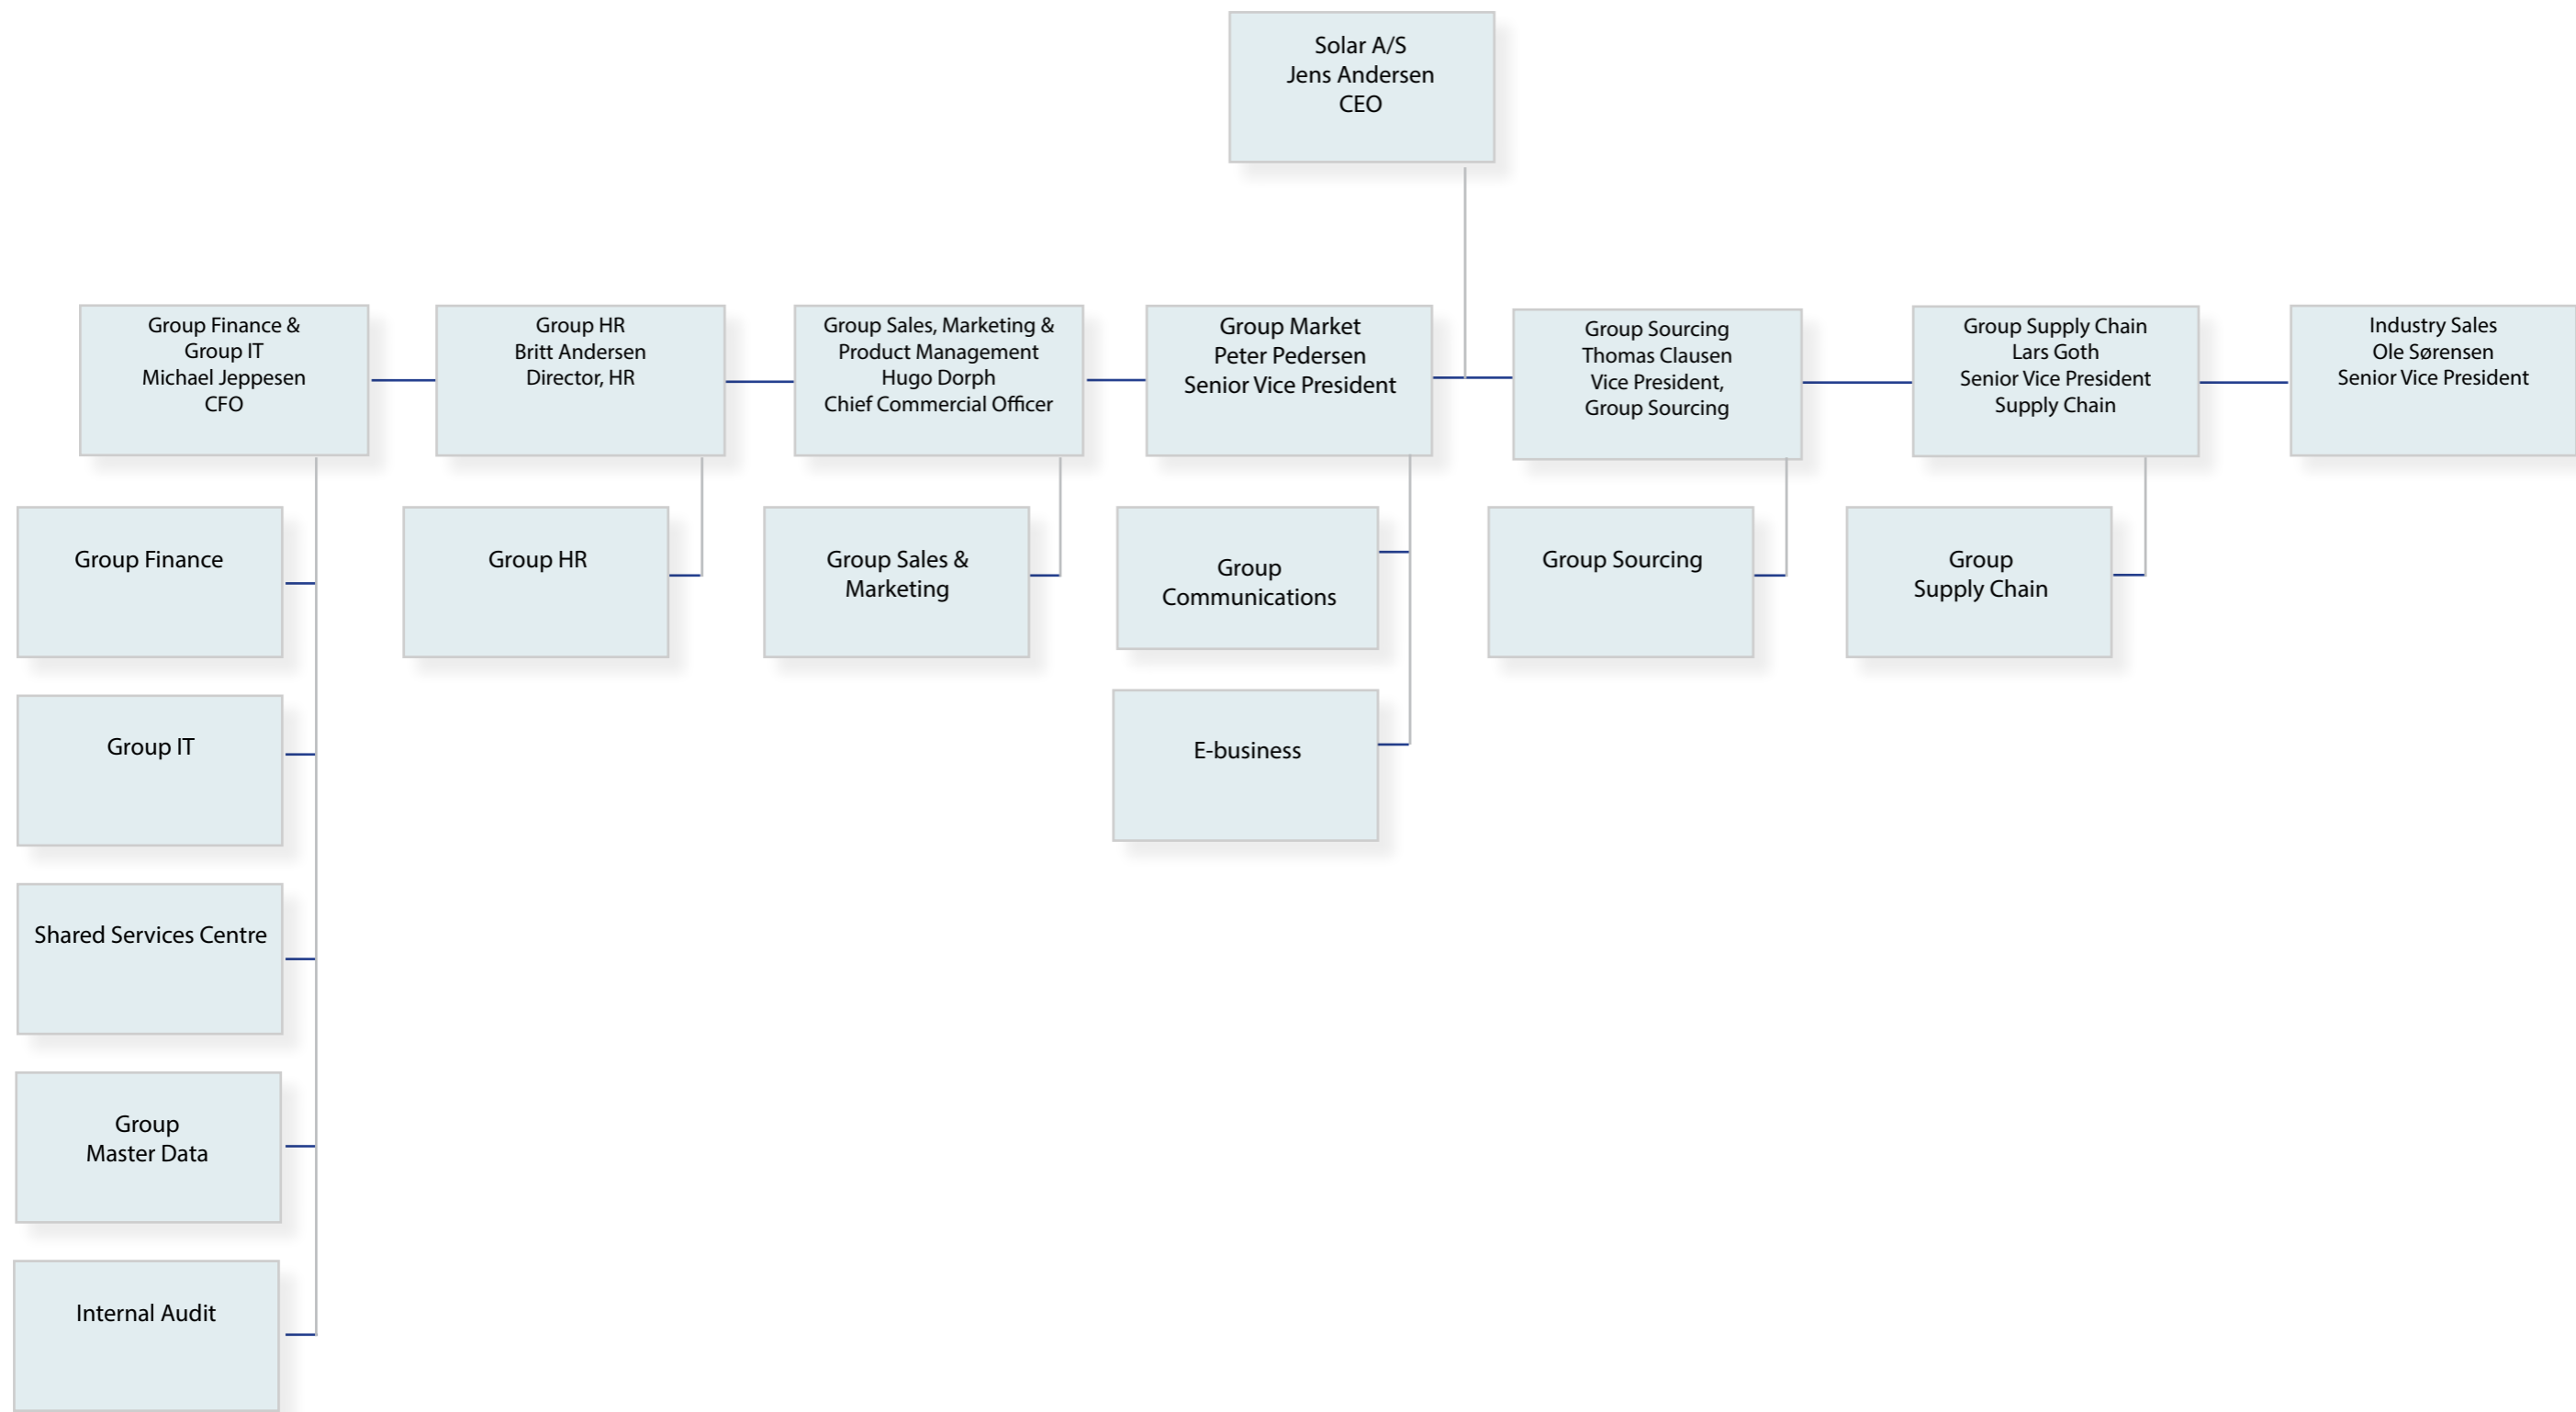 Solar A/S
Jens Andersen
CEO
Group Finance &
Group IT
Michael Jeppesen
CFO
Group HR
Britt Andersen
Director, HR
Group Sales, Marketing &
Product Management
Hugo Dorph
Chief Commercial Officer
Group Market
Peter Pedersen
Senior Vice President
Group Sourcing
Thomas Clausen
Vice President,
Group Sourcing
Group Supply Chain
Lars Goth
Senior Vice President
Supply Chain
Industry Sales
Ole Sørensen
Senior Vice President
Group Finance
Group HR
Group Sales &
Marketing
Group
Communications
Group Sourcing
Group
Supply Chain
Group IT
E-business
Shared Services Centre
Group
Master Data
Internal Audit